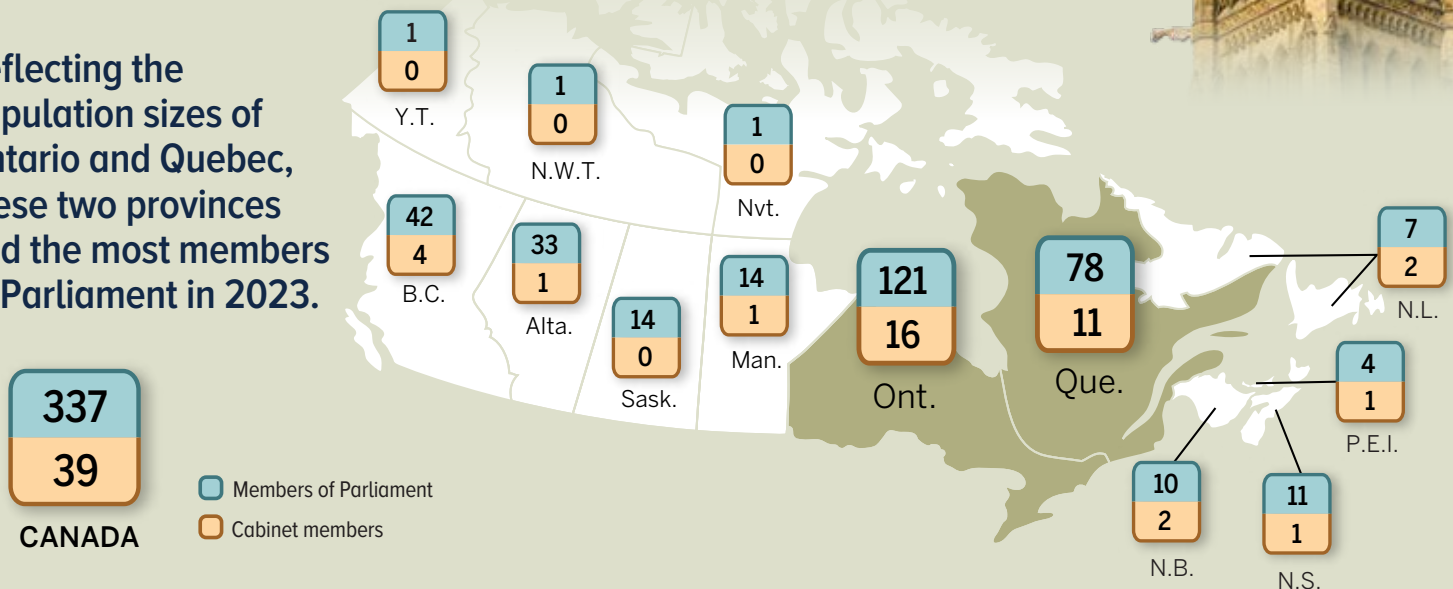 eflecting the
pulation sizes of
ntario and Quebec,
ese two provinces
d the most members
Parliament in 2023.
1
0
Y.T.
1
0
N.W.T.
1
0
Nvt.
42
4
B.C.
33
1
Alta.
14
0
Sask.
14
1
Man.
121
16
Ont.
78
11
Que.
7
2
N.L.
4
1
P.E.I.
10
2
N.B.
11
1
N.S.
337
39
CANADA
Members of Parliament
Cabinet members